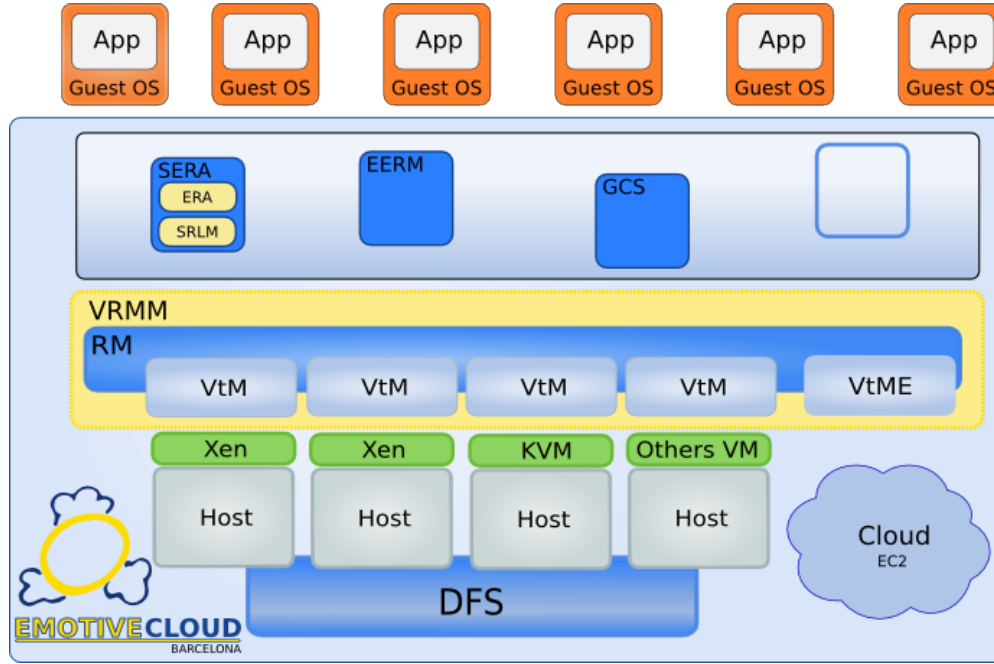 App App App App App App
Guest OS Guest OS Guest OS Guest OS Guest OS Guest OS
SERA EERM GCS
ERA
SRLM
VRMM
RM
VtM VtM VtM VtM VtME
Xen Xen KVM Others VM
Host Host Host Host Cloud
EC2
DFS
EMOTIVECLOUD
BARCELONA